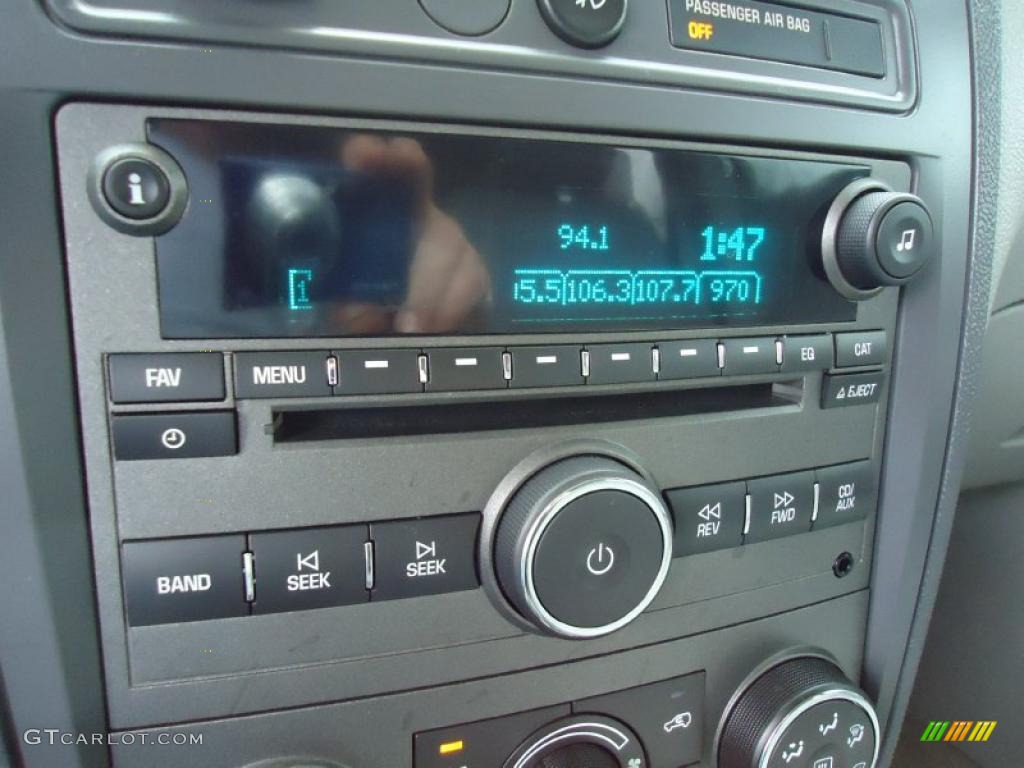 PASSENGER AIR BAG
OFF
i
94.1
1:47
1
5.5 106.3 107.7 970
FAV
MENU
EQ
CAT
EJECT
BAND
SEEK
SEEK
REV
FWD
CD/
AUX
GTCARLOT.COM